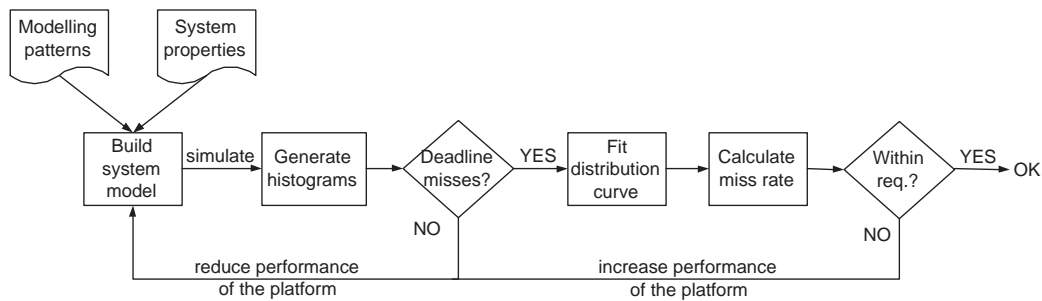 Modelling
patterns
System
properties
Build
system
model
simulate
Generate
histograms
Deadline
misses?
YES
NO
Fit
distribution
curve
Calculate
miss rate
Within
req.?
YES
OK
NO
reduce performance
of the platform
increase performance
of the platform